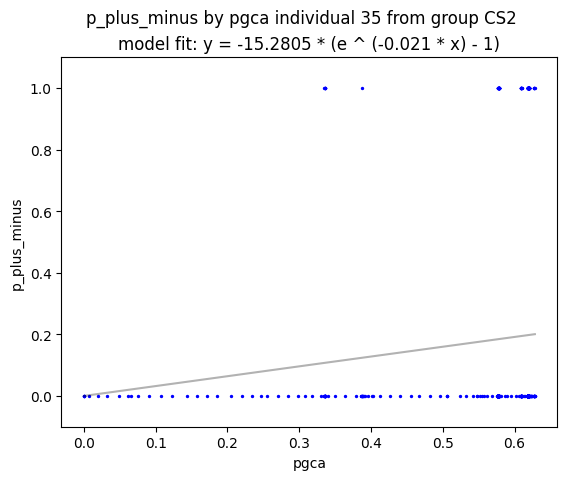 p_plus_minus by pgca individual 35 from group CS2
model fit: y = -15.2805 * (e ^ (-0.021 * x) - 1)
1.0
0.8
0.6
0.4
0.2
0.0
p_plus_minus
0.0 0.1 0.2 0.3 0.4 0.5 0.6
pgca